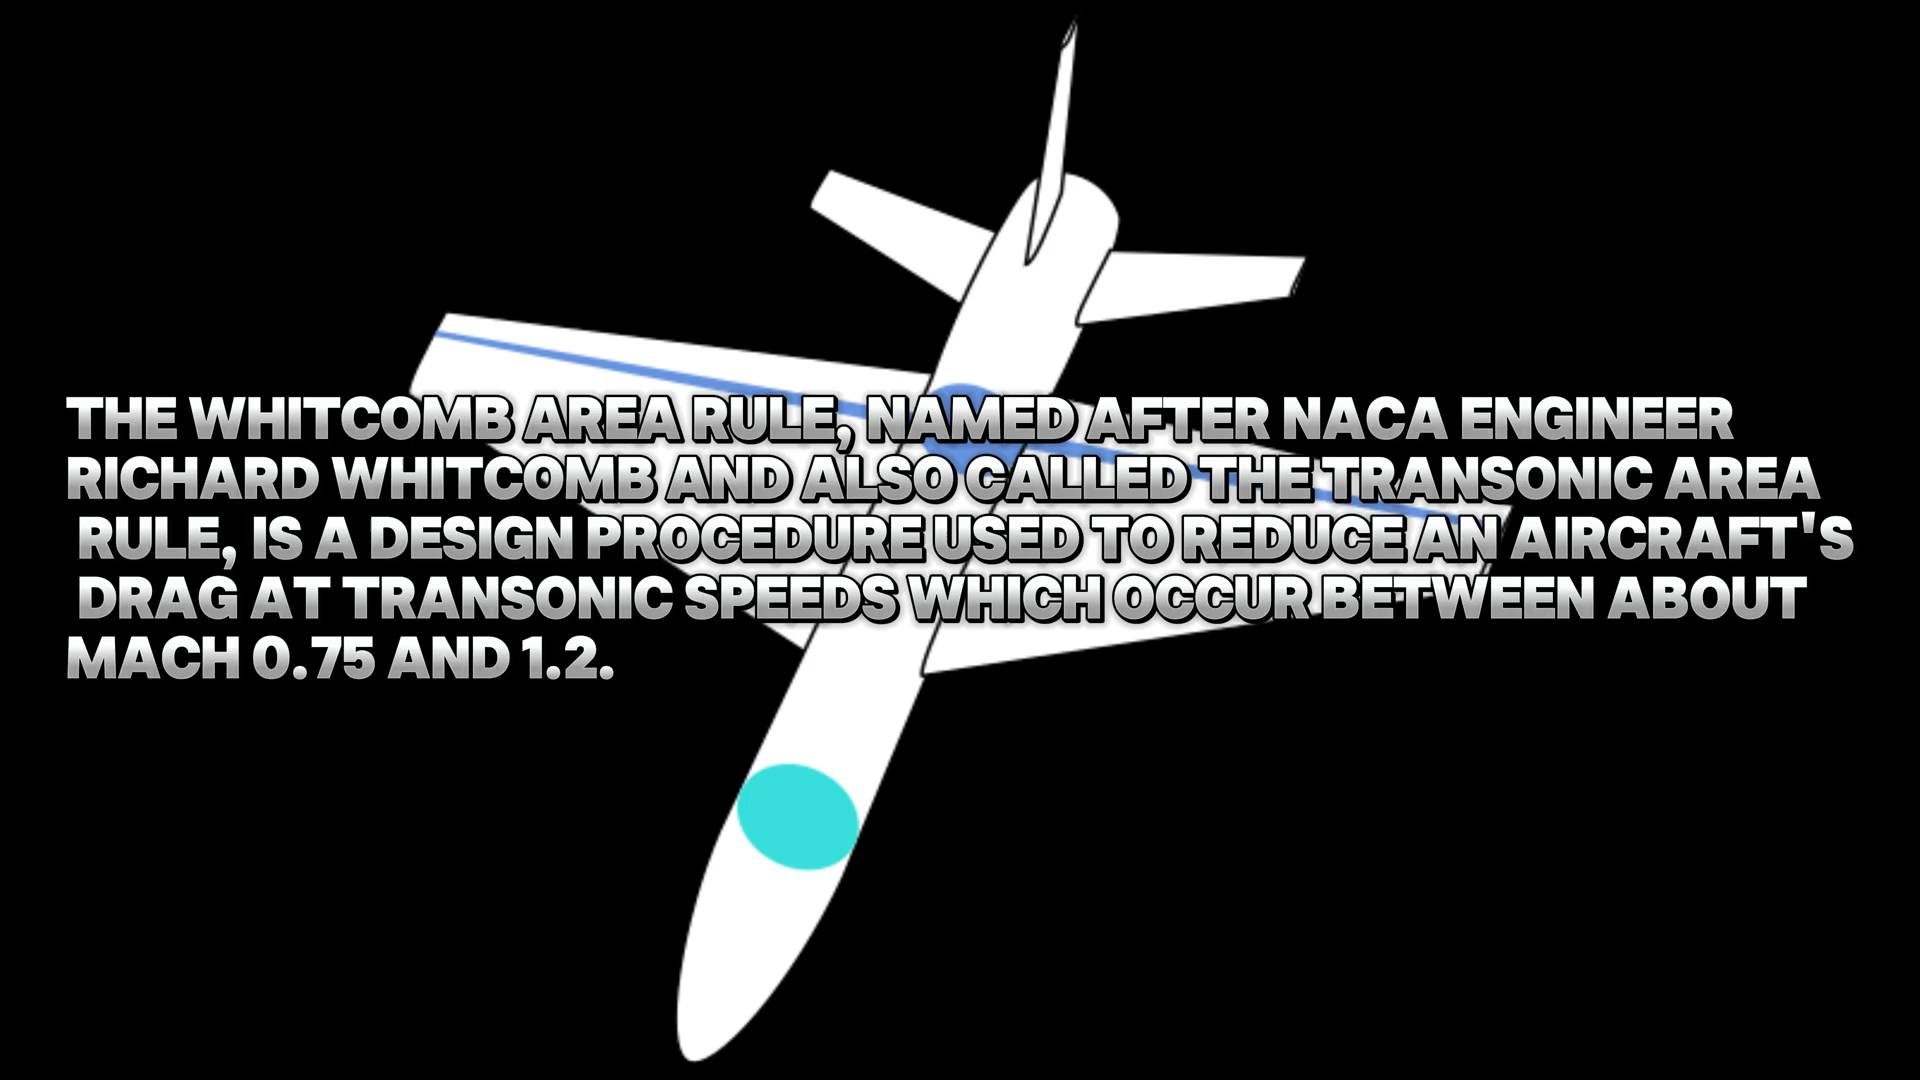 THE WHITCOMB AREA RULE, NAMED AFTER NACA ENGINEER
RICHARD WHITCOMB AND ALSO CALLED THE TRANSONIC AREA
RULE, IS A DESIGN PROCEDURE USED TO REDUCE AN AIRCRAFT'S
DRAG AT TRANSONIC SPEEDS WHICH OCCUR BETWEEN ABOUT
MACH 0.75 AND 1.2.